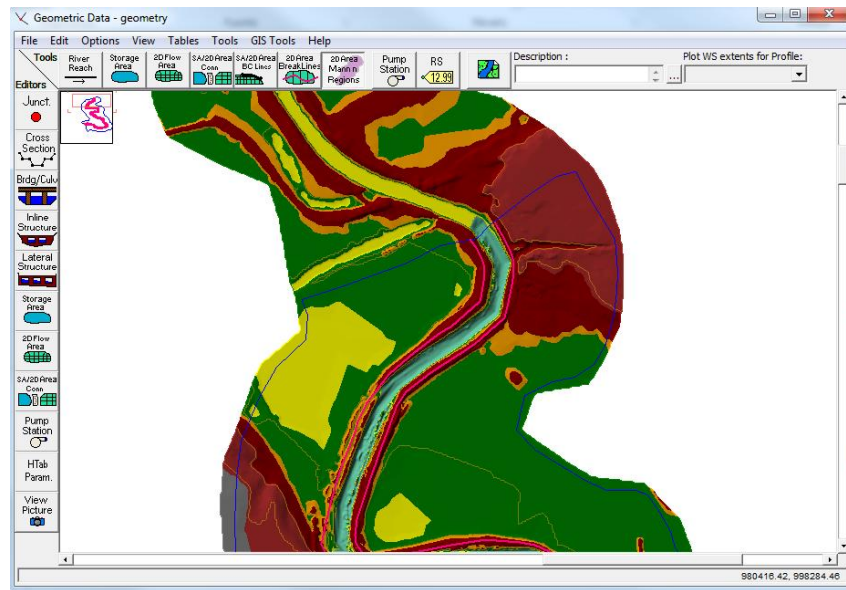 Geometric Data - geometry
File Edit Options View Tables Tools GIS Tools Help
Tools
Editors
River
Reach
Storage
Area
2D Flow
Area
SA/2D Area
Conn
SA/2D Area
BC Lines
2D Area
BreakLines
2D Area
Mann n
Regions
Pump
Station
RS
12.99
Description :
...
Plot WS extents for Profile:
Junct.
Cross
Section
Brdg/Culv
Inline
Structure
Lateral
Structure
Storage
Area
2D Flow
Area
SA/2D Area
Conn
Pump
Station
HTab
Param.
View
Picture
980416.42, 998284.46